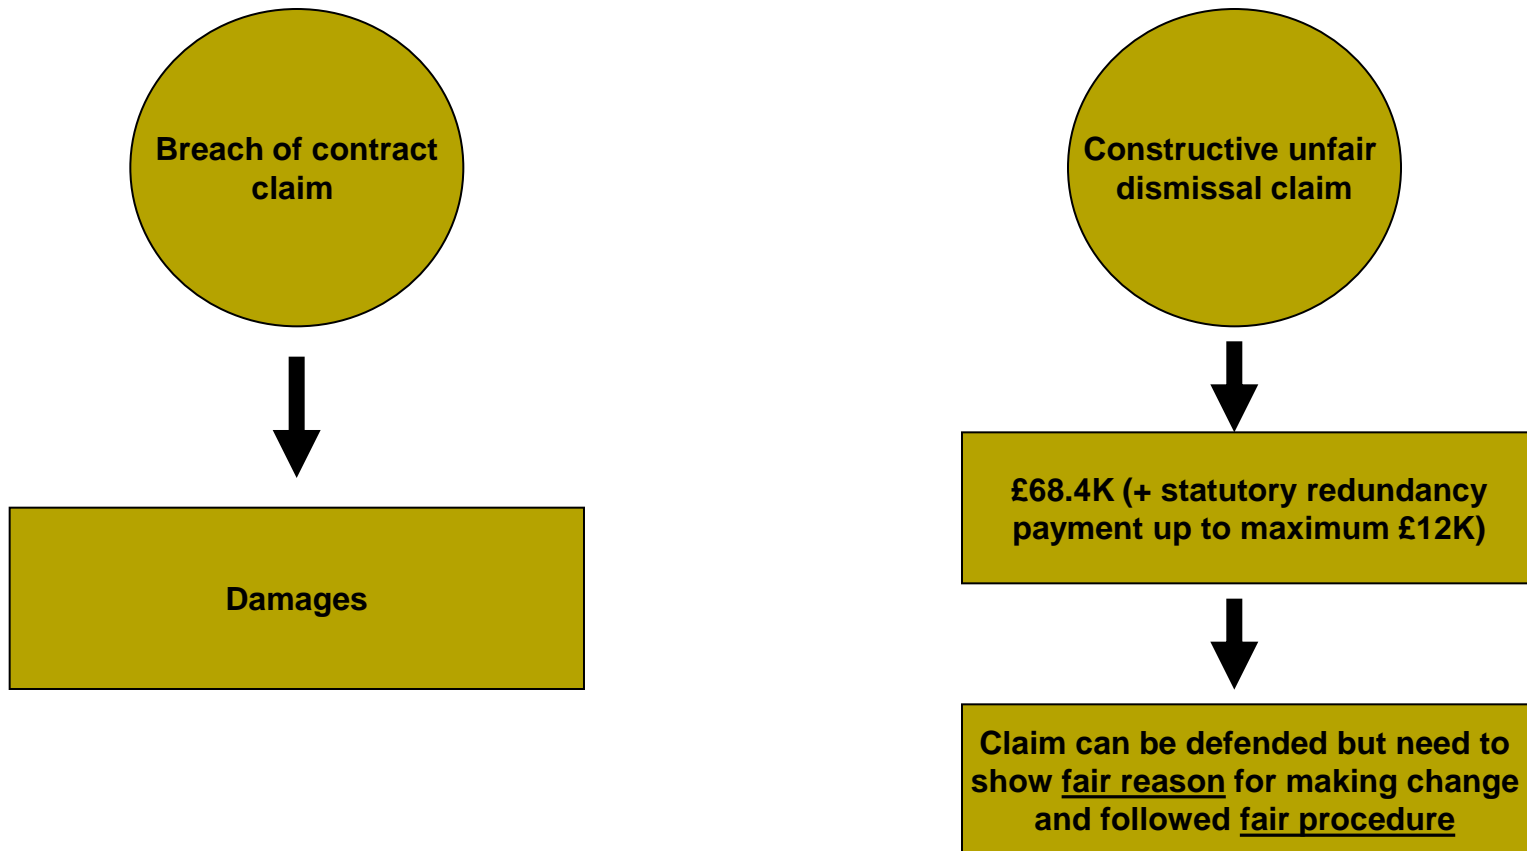 Breach of contract
claim
Damages
Constructive unfair
dismissal claim
£68.4K (+ statutory redundancy
payment up to maximum £12K)
Claim can be defended but need to
show fair reason for making change
and followed fair procedure